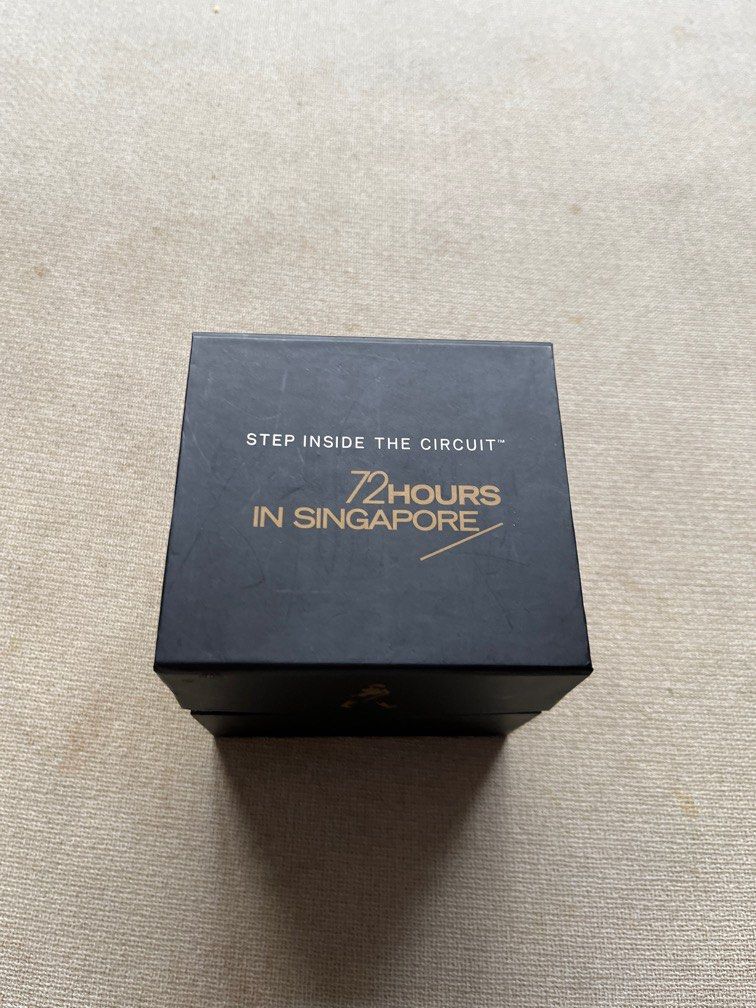 STEP INSIDE THE CIRCUIT™
72HOURS
IN SINGAPORE